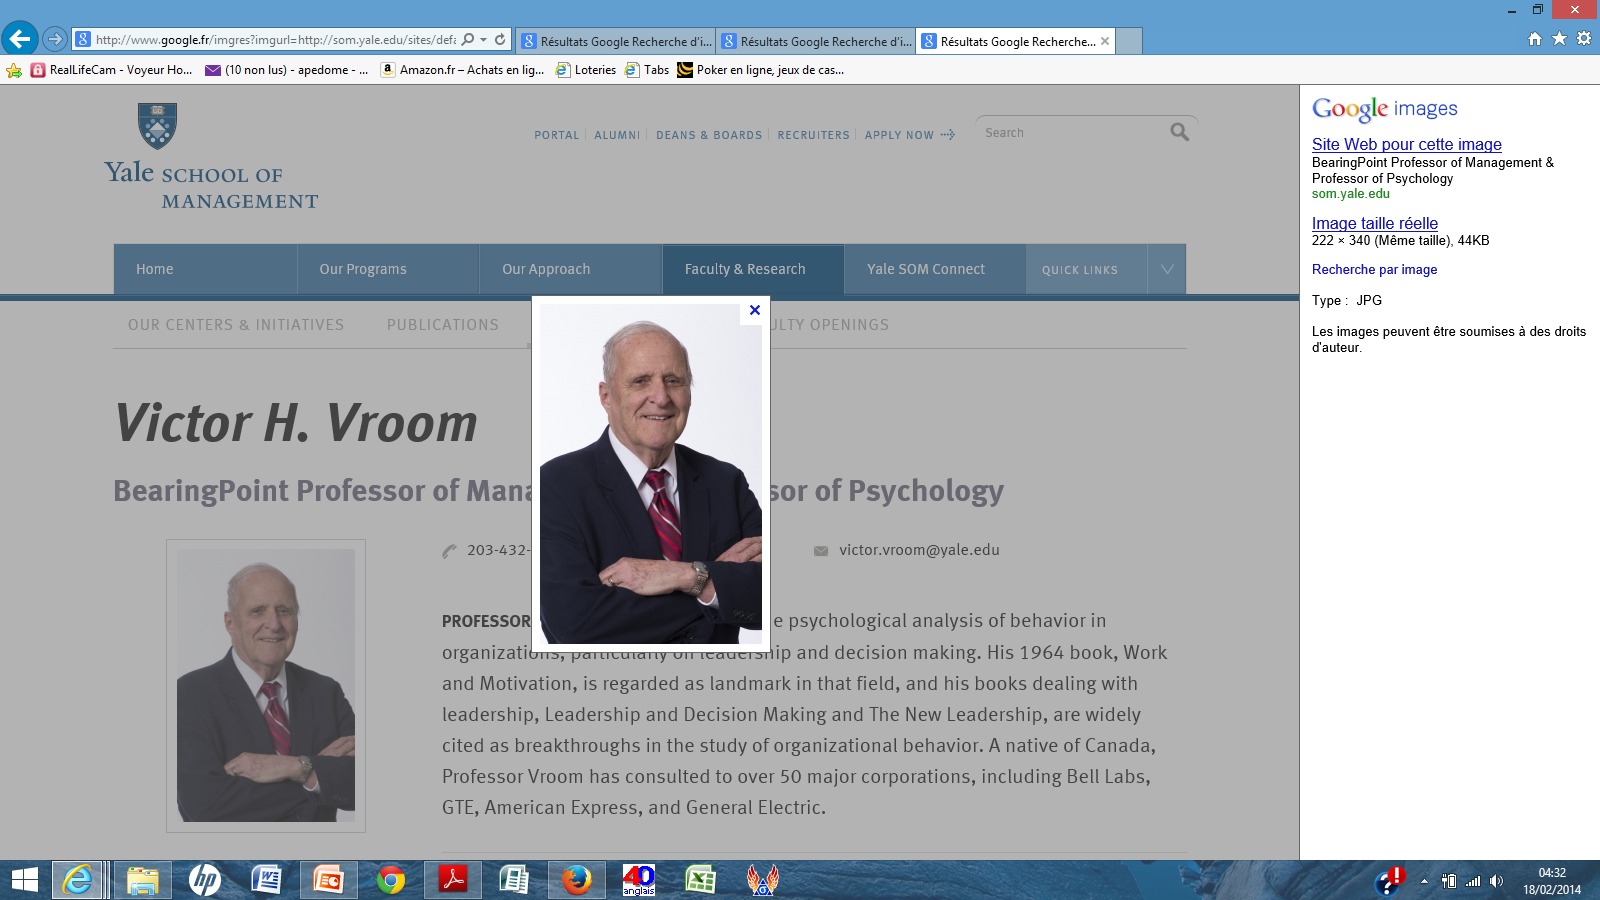 http://www.google.fr/imgres?imgurl=http://som.yale.edu/sites/defa
Résultats Google Recherche d'i...
Résultats Google Recherche d'i...
Résultats Google Recherche...
RealLifeCam - Voyeur Ho...
(10 non lus) - apedome - ...
Amazon.fr – Achats en lig...
Loteries
Tabs
Poker en ligne, jeux de cas...
Yale SCHOOL OF
MANAGEMENT
PORTAL
ALUMNI
DEANS & BOARDS
RECRUITERS
APPLY NOW
Search
Home
Our Programs
Our Approach
Faculty & Research
Yale SOM Connect
QUICK LINKS
OUR CENTERS & INITIATIVES
PUBLICATIONS
ULTY OPENINGS
Victor H. Vroom
BearingPoint Professor of Mana sor of Psychology
203-432-
victor.vroom@yale.edu
PROFESSOR e psychological analysis of behavior in
organizations, particularly on leadership and decision making. His 1964 book, Work
and Motivation, is regarded as landmark in that field, and his books dealing with
leadership, Leadership and Decision Making and The New Leadership, are widely
cited as breakthroughs in the study of organizational behavior. A native of Canada,
Professor Vroom has consulted to over 50 major corporations, including Bell Labs,
GTE, American Express, and General Electric.
Google images
Site Web pour cette image
BearingPoint Professor of Management &
Professor of Psychology
som.yale.edu
Image taille réelle
222 × 340 (Même taille), 44KB
Recherche par image
Type : JPG
Les images peuvent être soumises à des droits
d'auteur.
hp
40
anglais
04:32
18/02/2014